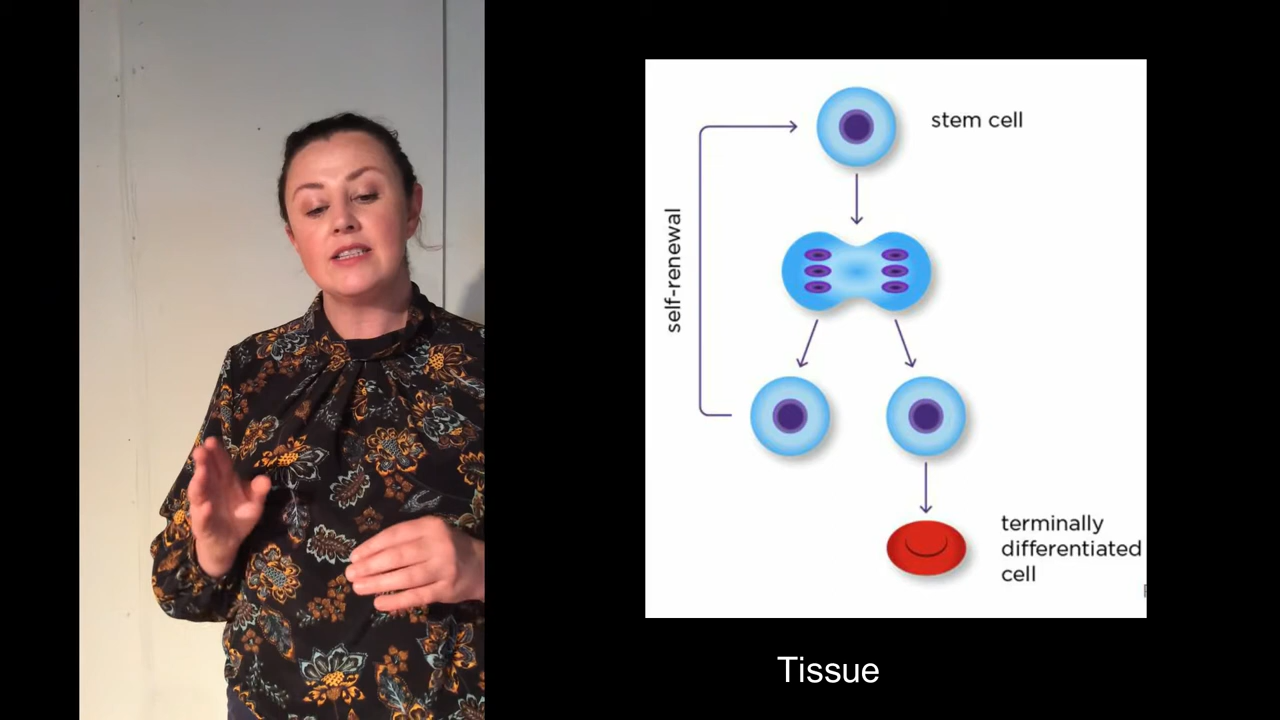 stem cell
self-renewal
terminally
differentiated
cell
Tissue